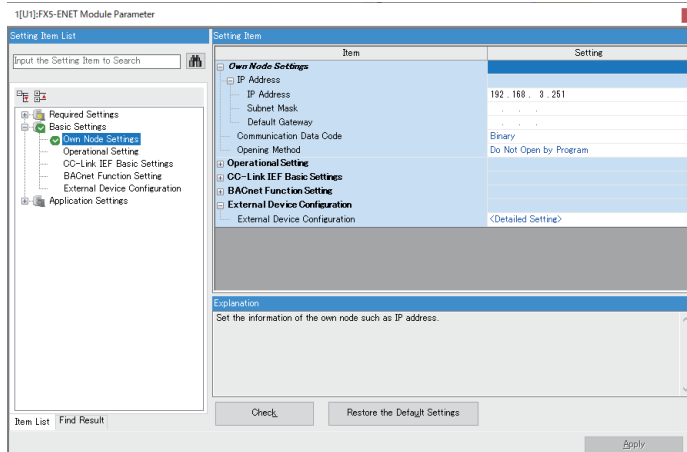 1[U1]:FX5-ENET Module Parameter
Setting Item List
Input the Setting Item to Search
Required Settings
Basic Settings
Own Node Settings
Operational Setting
CC-Link IEF Basic Settings
BACnet Function Setting
External Device Configuration
Application Settings
Item List Find Result
Setting Item
Item Setting
Own Node Settings
IP Address
IP Address 192 . 168 . 3 . 251
Subnet Mask . . .
Default Gateway . . .
Communication Data Code Binary
Opening Method Do Not Open by Program
Operational Setting
CC-Link IEF Basic Settings
BACnet Function Setting
External Device Configuration
External Device Configuration <Detailed Setting>
Explanation
Set the information of the own node such as IP address.
Check Restore the Default Settings
Apply